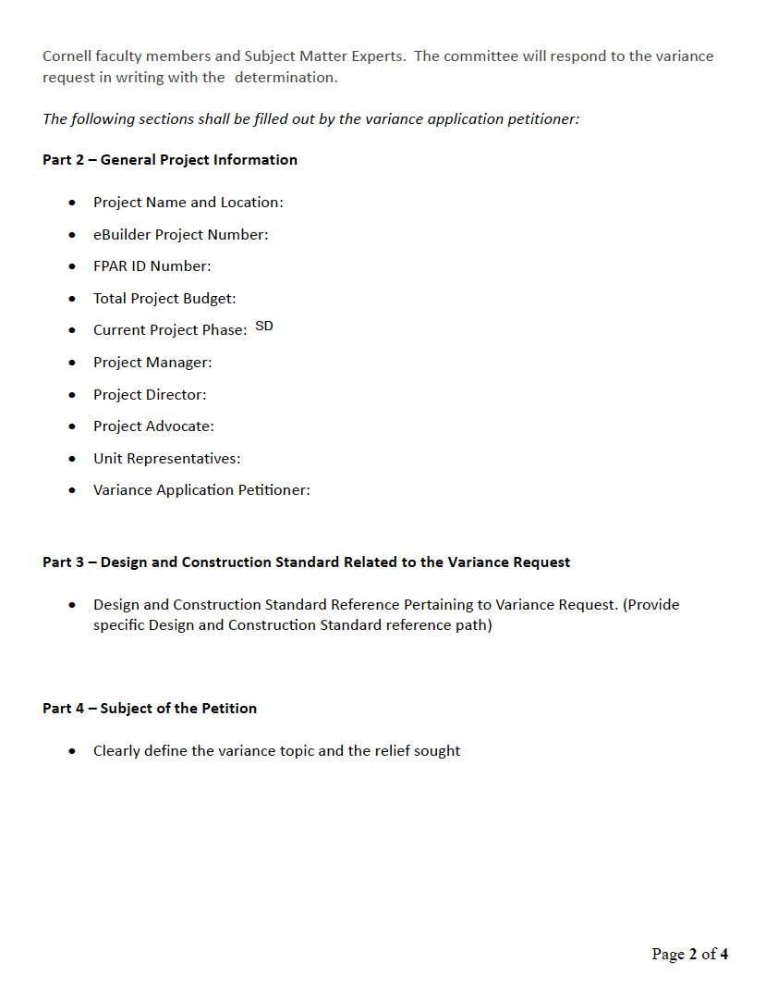 Cornell faculty members and Subject Matter Experts.  The committee will respond to the variance
request in writing with the  determination.
The following sections shall be filled out by the variance application petitioner:
Part 2 – General Project Information
• Project Name and Location:
• eBuilder Project Number:
• FPAR ID Number:
• Total Project Budget:
• Current Project Phase: SD
• Project Manager:
• Project Director:
• Project Advocate:
• Unit Representatives:
• Variance Application Petitioner:
Part 3 – Design and Construction Standard Related to the Variance Request
• Design and Construction Standard Reference Pertaining to Variance Request. (Provide
specific Design and Construction Standard reference path)
Part 4 – Subject of the Petition
• Clearly define the variance topic and the relief sought
Page 2 of 4